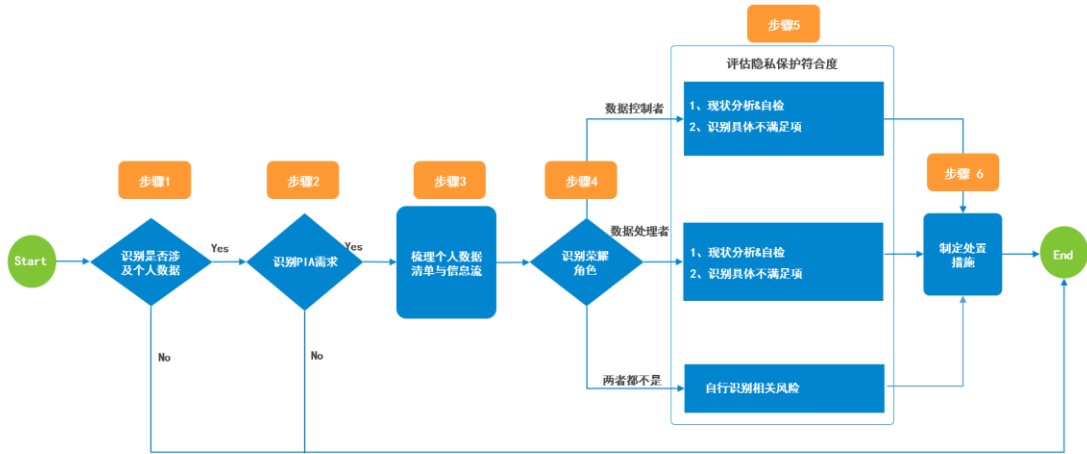 步骤5
评估隐私保护符合度
数据控制者
1、现状分析&自检
2、识别具体不满足项
步骤1
步骤2
步骤3
步骤4
步骤 6
Start
识别是否涉
及个人数据
Yes
识别PIA需求
Yes
梳理个人数据
清单与信息流
识别荣耀
角色
数据处理者
1、现状分析&自检
2、识别具体不满足项
制定处置
措施
End
No
No
两者都不是
自行识别相关风险